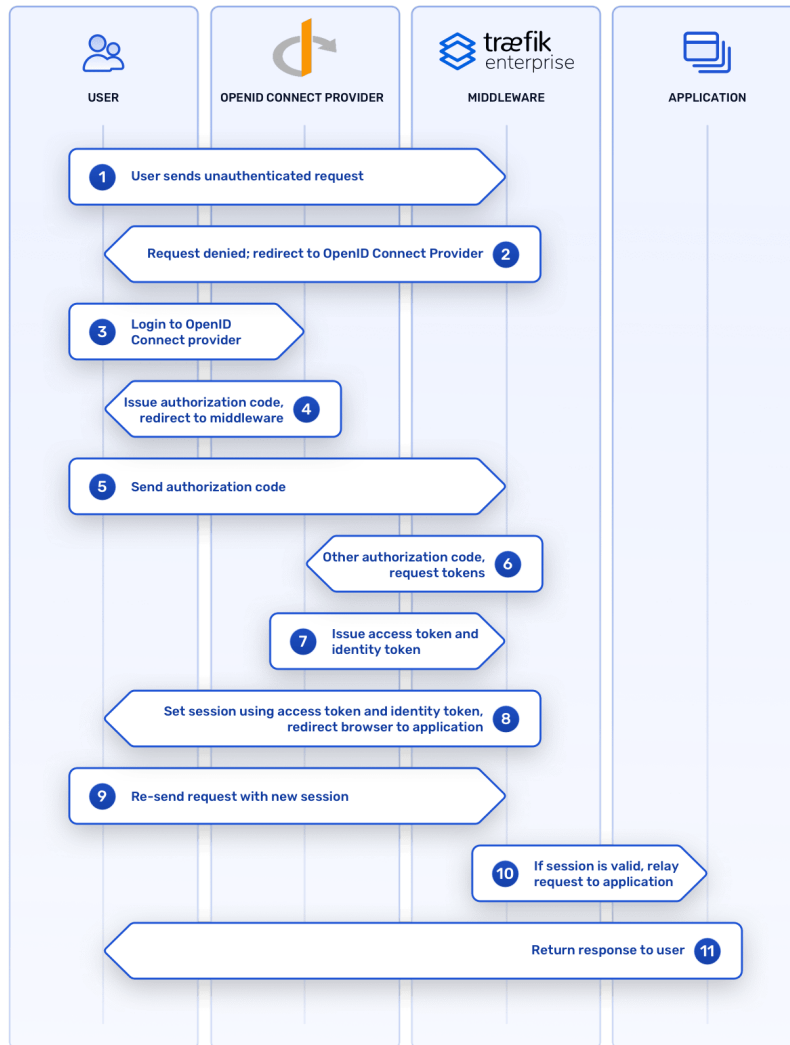 træfik
enterprise
USER
OPENID CONNECT PROVIDER
MIDDLEWARE
APPLICATION
1
User sends unauthenticated request
Request denied; redirect to OpenID Connect Provider
2
3
Login to OpenID
Connect provider
Issue authorization code,
redirect to middleware
4
5
Send authorization code
Other authorization code,
request tokens
6
7
Issue access token and
identity token
Set session using access token and identity token,
redirect browser to application
8
9
Re-send request with new session
10
If session is valid, relay
request to application
Return response to user
11